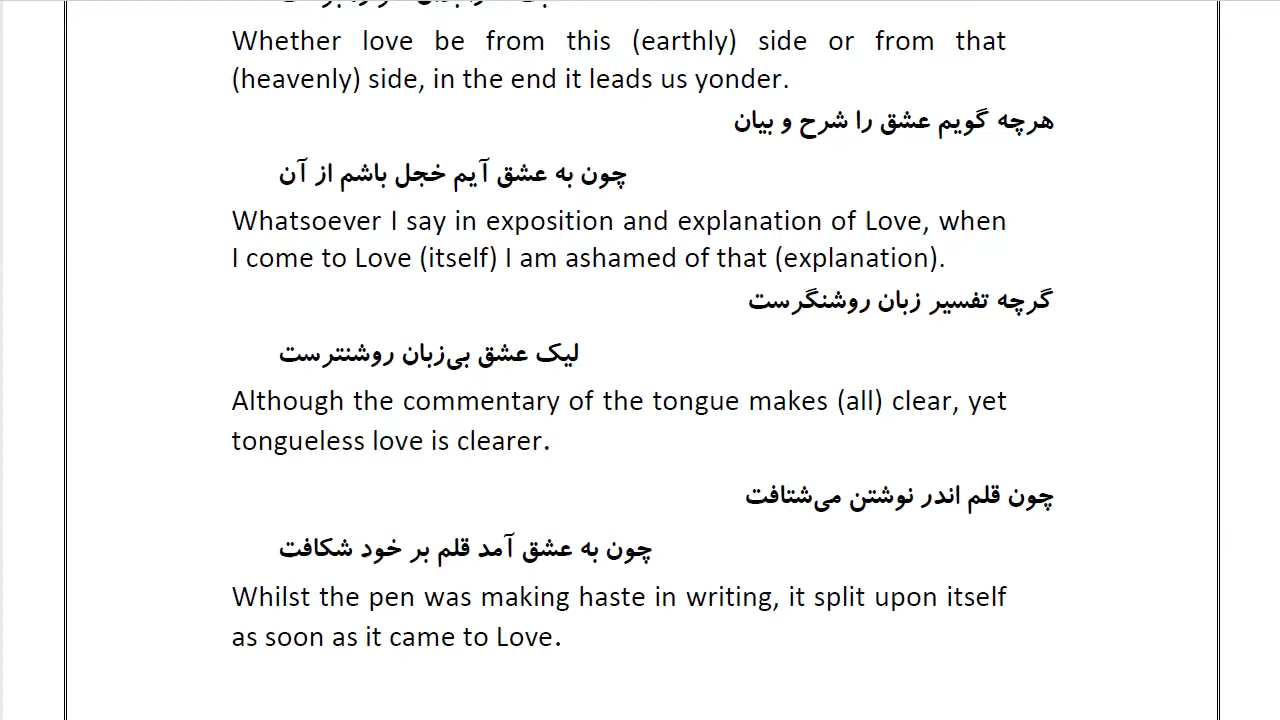 Whether love be from this (earthly) side or from that
(heavenly) side, in the end it leads us yonder.
هرچه گویم عشق را شرح و بیان
چون به عشق آیم خجل باشم از آن
Whatsoever I say in exposition and explanation of Love, when
I come to Love (itself) I am ashamed of that (explanation).
گرچه تفسیر زبان روشنگرست
لیک عشق بی‌زبان روشنترست
Although the commentary of the tongue makes (all) clear, yet
tongueless love is clearer.
چون قلم اندر نوشتن می‌شتافت
چون به عشق آمد قلم بر خود شکافت
Whilst the pen was making haste in writing, it split upon itself
as soon as it came to Love.